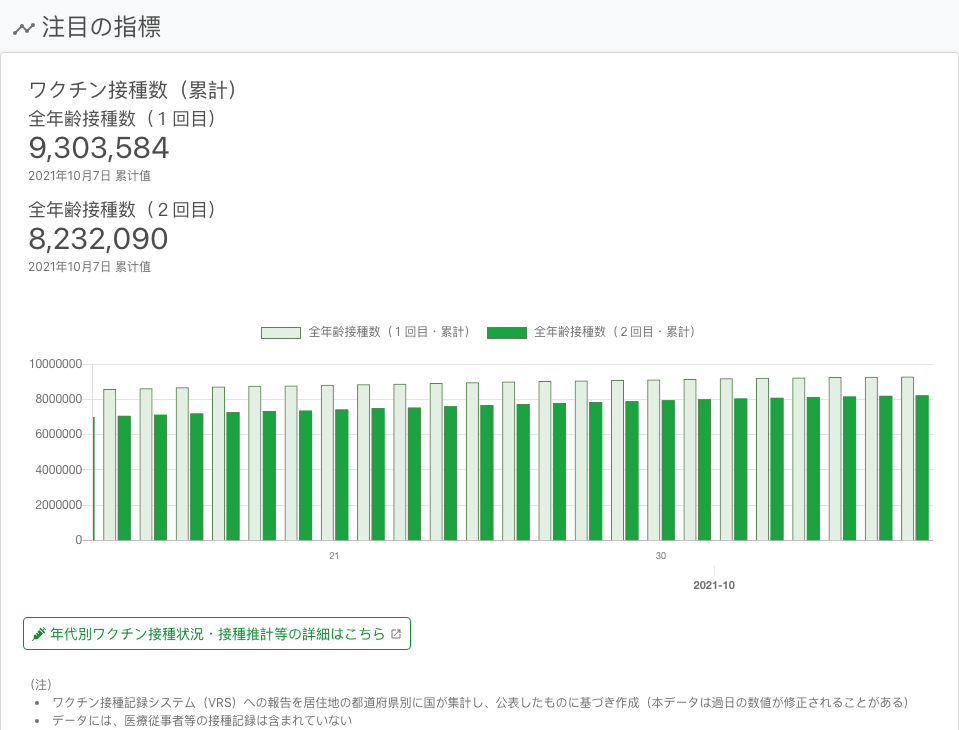 注目の指標
ワクチン接種数（累計）
全年齢接種数（１回目）
9,303,584
2021年10月7日 累计值
全年齢接種数（２回目）
8,232,090
2021年10月7日 累计值
全年齢接種数（１回目・累計） 全年齢接種数（２回目・累計）
10000000
8000000
6000000
4000000
2000000
0
21 30
2021-10
年代別ワクチン接種状況・接種推計等の詳細はこちら
(注)
• ワクチン接種記録システム（VRS）への報告を居住地の都道府県別に国が集計し、公表したものに基づき作成（本データは過日の数値が修正されることがある）
• データには、医療従事者等の接種記録は含まれていない